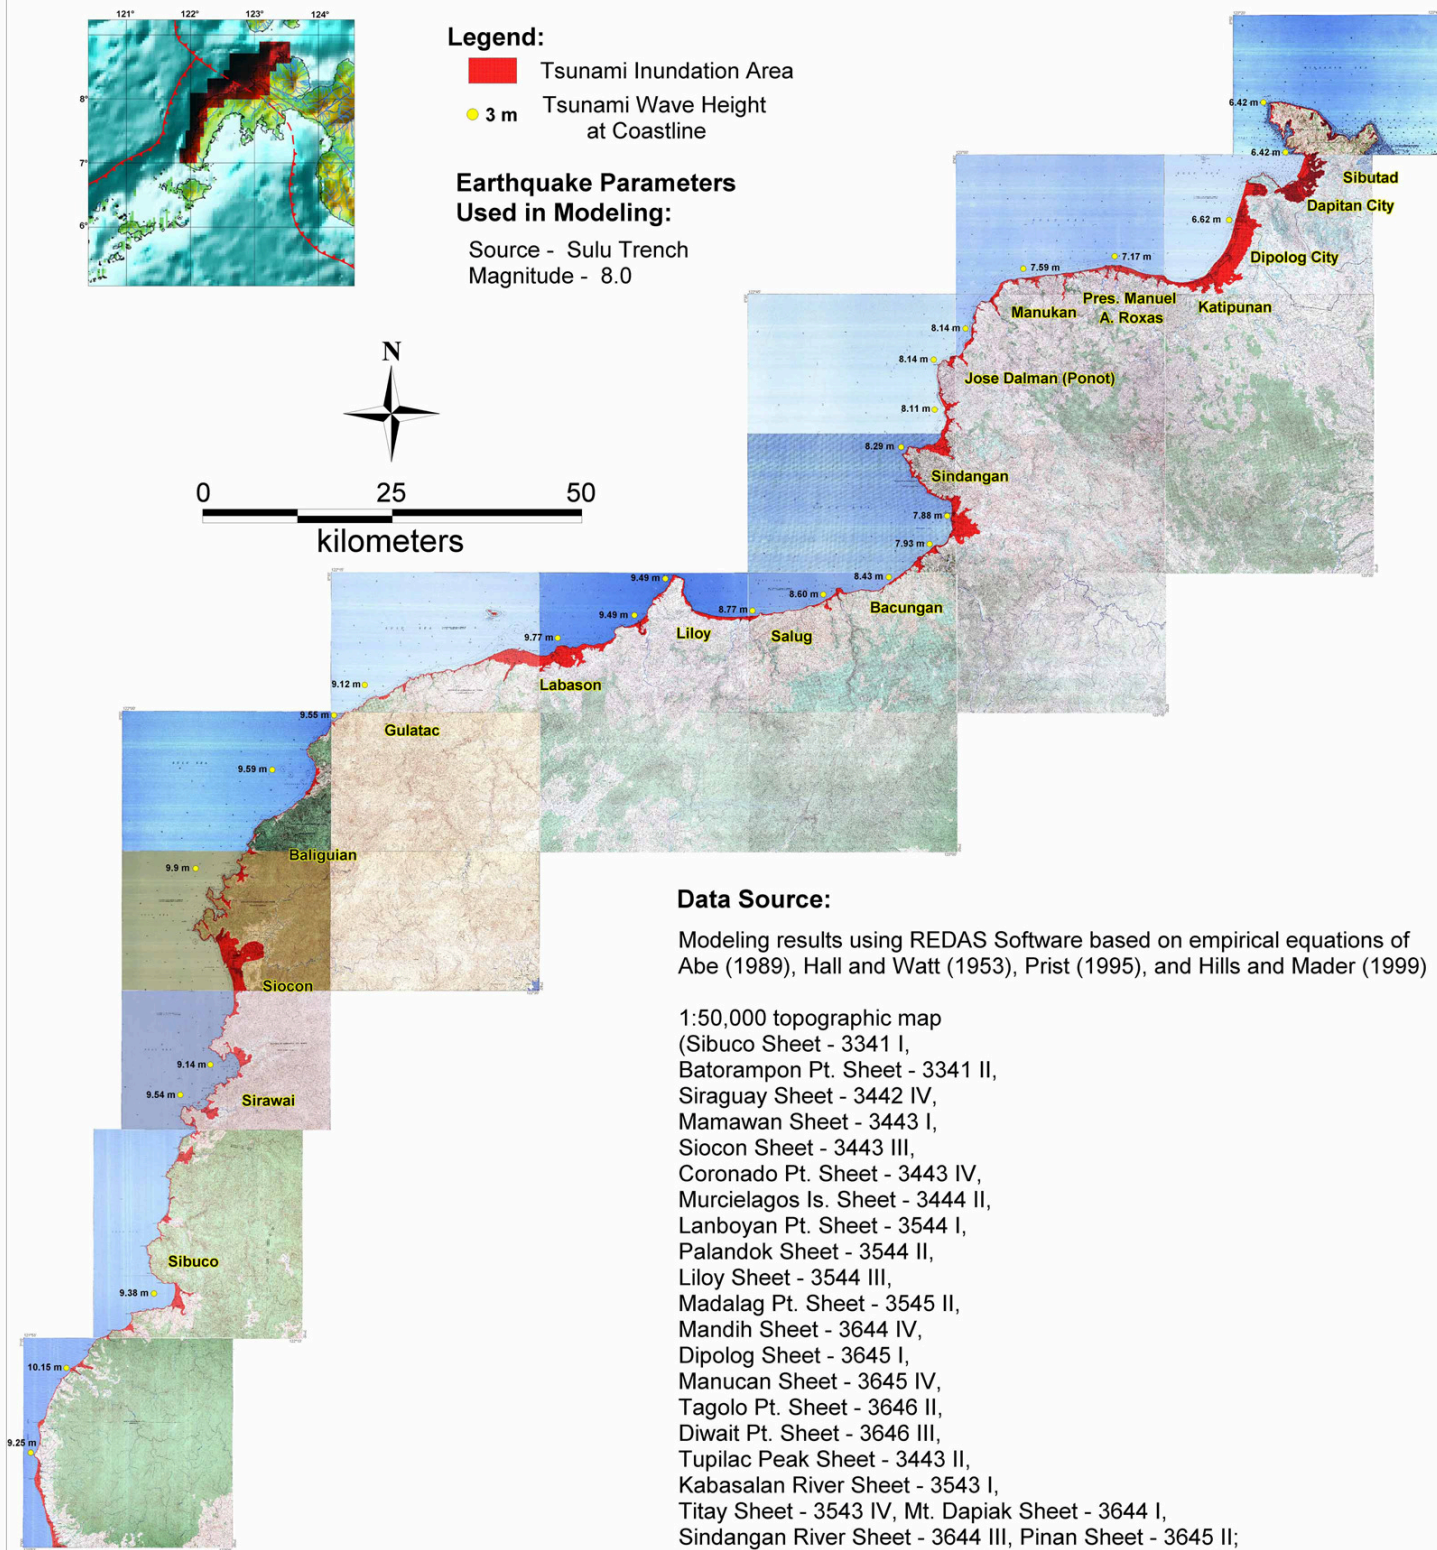 121° 122° 123° 124°
8°
7°
6°
Legend:
Tsunami Inundation Area
3 m Tsunami Wave Height
at Coastline
Earthquake Parameters
Used in Modeling:
Source - Sulu Trench
Magnitude - 8.0
N
0 25 50
kilometers
6.42 m
6.42 m
Sibutad
Dapitan City
6.62 m
Dipolog City
7.17 m
7.59 m
Pres. Manuel
A. Roxas
Katipunan
Manukan
8.14 m
8.14 m
Jose Dalman (Ponot)
8.11 m
8.29 m
Sindangan
7.88 m
7.93 m
8.43 m
9.49 m
8.60 m
Bacungan
8.77 m
9.49 m
Liloy
Salug
9.77 m
Labason
9.12 m
9.55 m
Gulatac
9.59 m
Baliguian
9.9 m
Siocon
9.14 m
9.54 m
Sirawai
Sibuco
9.38 m
10.15 m
9.25 m
Data Source:
Modeling results using REDAS Software based on empirical equations of
Abe (1989), Hall and Watt (1953), Prist (1995), and Hills and Mader (1999)
1:50,000 topographic map
(Sibuco Sheet - 3341 I,
Batorampon Pt. Sheet - 3341 II,
Siraguay Sheet - 3442 IV,
Mamawan Sheet - 3443 I,
Siocon Sheet - 3443 III,
Coronado Pt. Sheet - 3443 IV,
Murcielagos Is. Sheet - 3444 II,
Lanboyan Pt. Sheet - 3544 I,
Palandok Sheet - 3544 II,
Liloy Sheet - 3544 III,
Madalag Pt. Sheet - 3545 II,
Mandih Sheet - 3644 IV,
Dipolog Sheet - 3645 I,
Manucan Sheet - 3645 IV,
Tagolo Pt. Sheet - 3646 II,
Diwait Pt. Sheet - 3646 III,
Tupilac Peak Sheet - 3443 II,
Kabasalan River Sheet - 3543 I,
Titay Sheet - 3543 IV, Mt. Dapiak Sheet - 3644 I,
Sindangan River Sheet - 3644 III, Pinan Sheet - 3645 II;